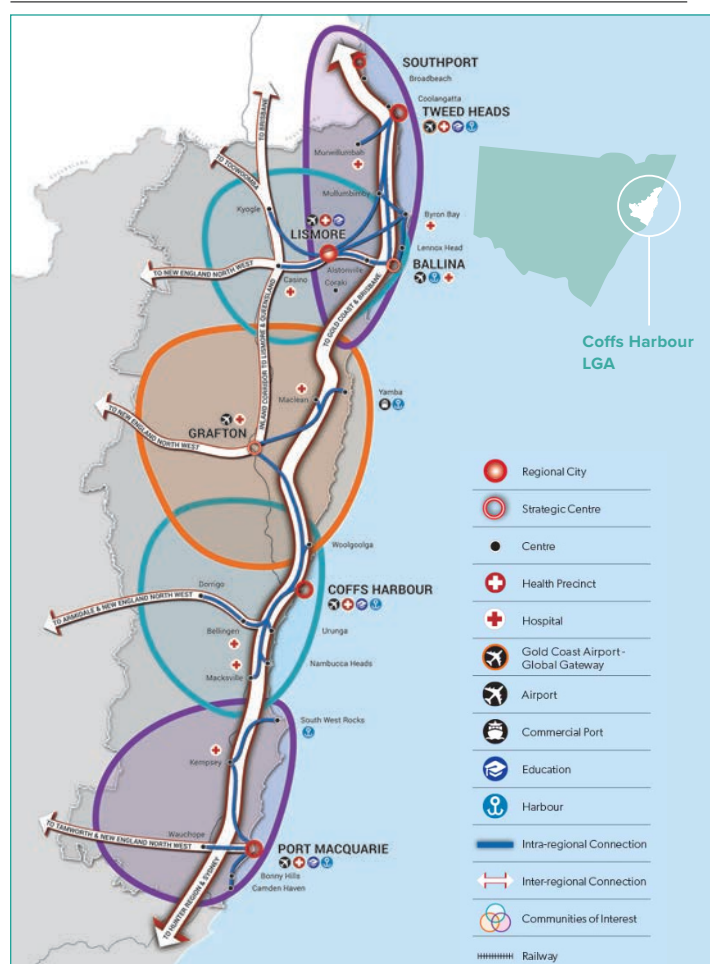 SOUTHPORT
Broadbeach
Coolangatta
TWEED HEADS
TO BRISBANE
TO TOOWOOMBA
Murwillumbah
Mullumbimby
Kyogle
Byron Bay
LISMORE
Lennox Head
BALLINA
Alstonville
Coraki
Casino
TO NEW ENGLAND NORTH WEST
INLAND CORRIDOR TO LISMORE & QUEENSLAND
TO GOLD COAST & BRISBANE
Coffs Harbour
LGA
Maclean
Yamba
GRAFTON
TO NEW ENGLAND NORTH WEST
Woolgoolga
COFFS HARBOUR
Dorrigo
TO ARMIDALE & NEW ENGLAND NORTH WEST
Bellingen
Urunga
Nambucca Heads
Macksville
South West Rocks
Kempsey
TO TAMWORTH & NEW ENGLAND NORTH WEST
Wauchope
PORT MACQUARIE
Bonny Hills
Camden Haven
TO HUNTER REGION & SYDNEY
Regional City
Strategic Centre
Centre
Health Precinct
Hospital
Gold Coast Airport -
Global Gateway
Airport
Commercial Port
Education
Harbour
Intra-regional Connection
Inter-regional Connection
Communities of Interest
Railway